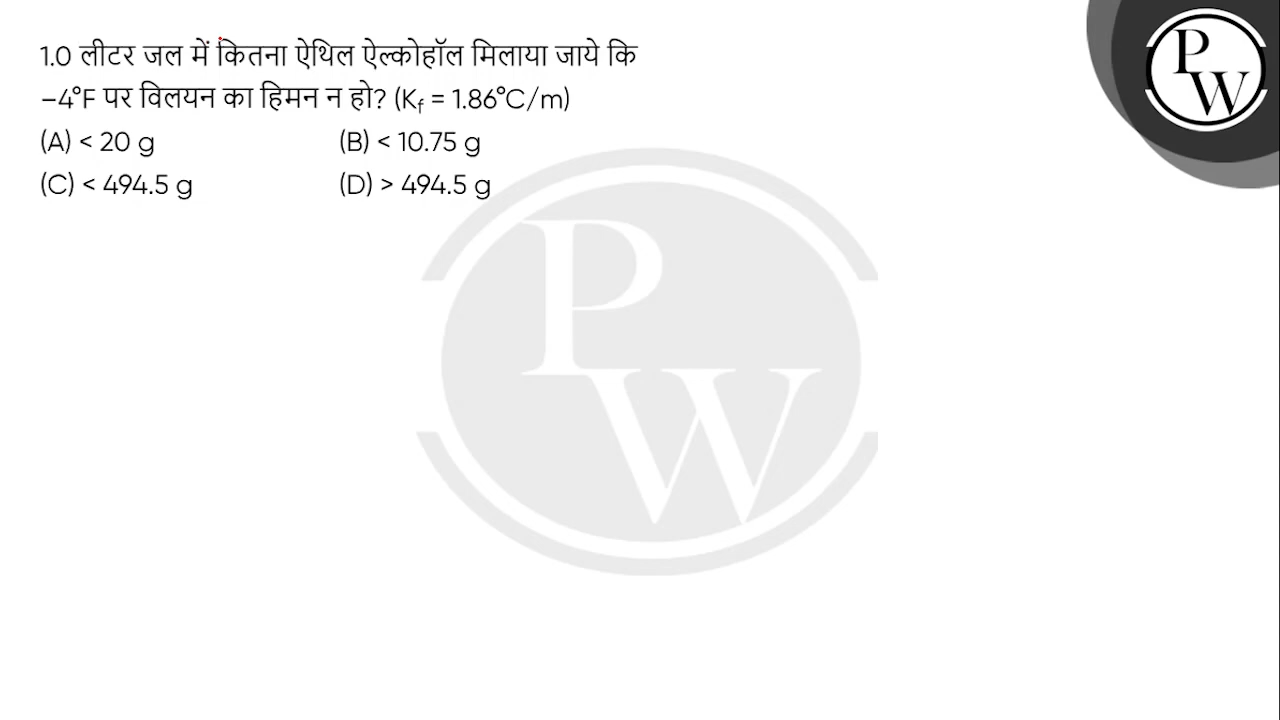 1.0 लीटर जल में कितना ऐथिल ऐल्कोहॉल मिलाया जाये कि
–4°F पर विलयन का हिमन न हो? (K_f = 1.86°C/m)
(A) < 20 g (B) < 10.75 g
(C) < 494.5 g (D) > 494.5 g
P
W
P
W